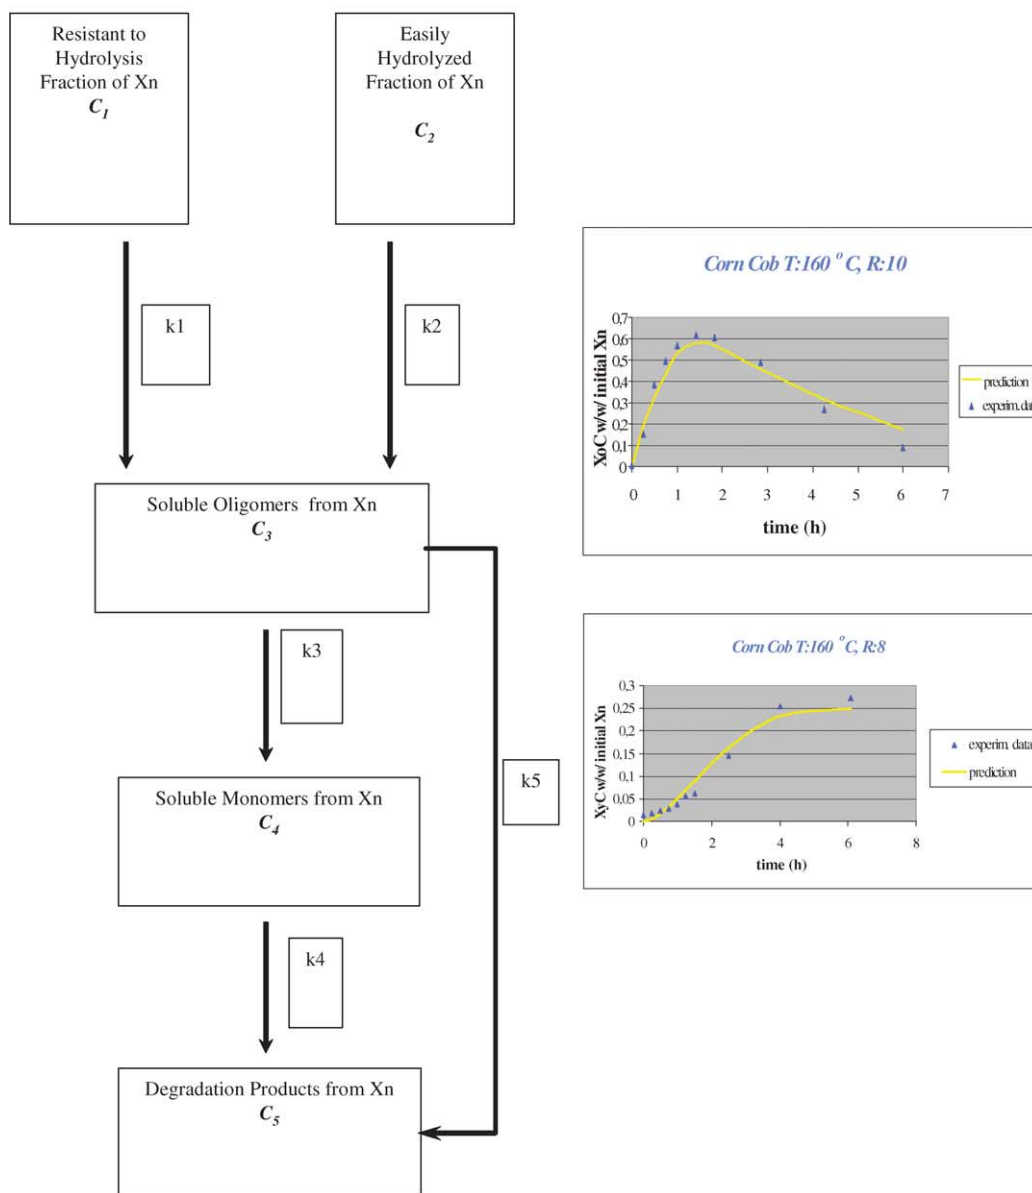 Resistant to
Hydrolysis
Fraction of Xn
C1
Easily
Hydrolyzed
Fraction of Xn
C2
k1
k2
Soluble Oligomers from Xn
C3
k3
k5
Soluble Monomers from Xn
C4
k4
Degradation Products from Xn
C5
Corn Cob T:160 °C, R:10
XoC w/w/ initial Xn
0,7
0,6
0,5
0,4
0,3
0,2
0,1
0
0 1 2 3 4 5 6 7
time (h)
prediction
experim. data
Corn Cob T:160 °C, R:8
XyC w/w/ initial Xn
0,3
0,25
0,2
0,15
0,1
0,05
0
0 2 4 6 8
time (h)
experim. data
prediction